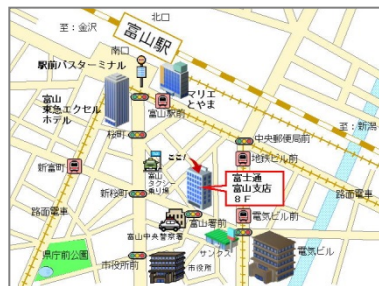 至：金沢
北口
富山駅
南口
駅前バスターミナル
マリエ
とやま
富山
東急エクセル
ホテル
富山駅前
至：新潟
桜町
中央郵便局前
ここ!
地鉄ビル前
新富町
富山
タクシー
乗り場
富士通
富山支店
8F
新桜町
路面電車
富山署前
電気ビル前
路面電車
富山中央警察署
サンクス
電気ビル
県庁前公園
市役所前
市役所